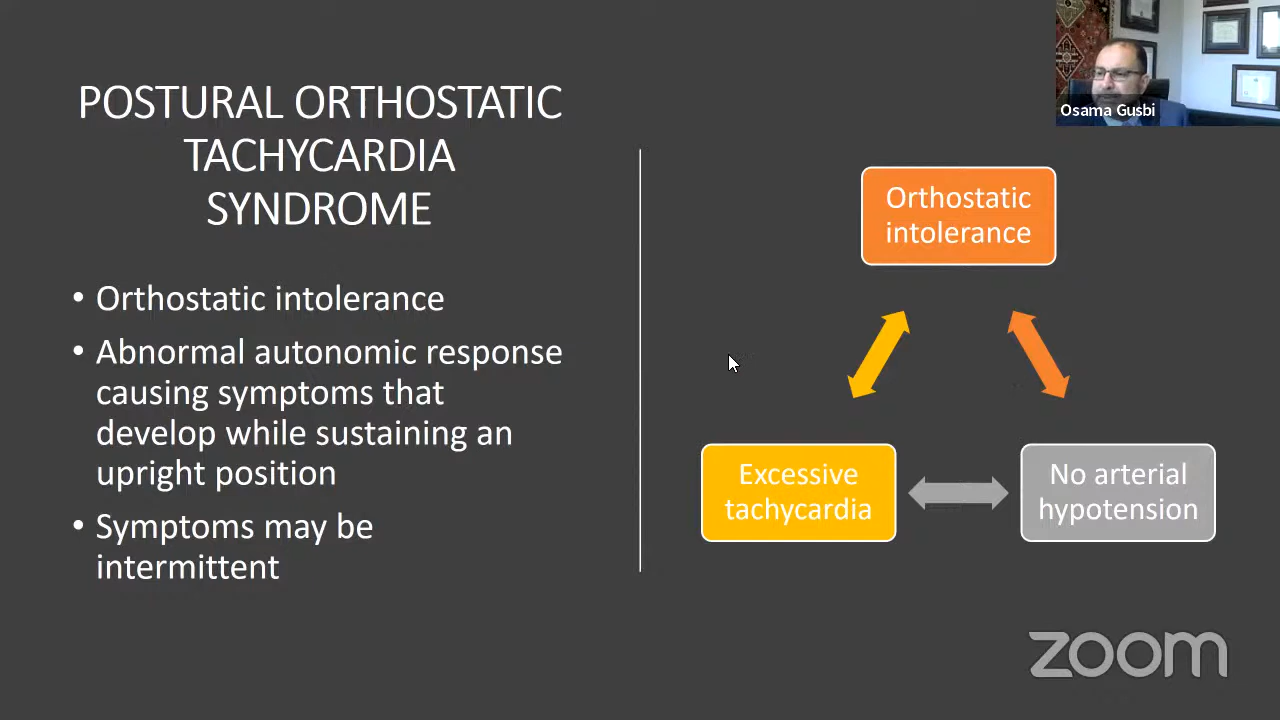 POSTURAL ORTHOSTATIC
TACHYCARDIA
SYNDROME
• Orthostatic intolerance
• Abnormal autonomic response
causing symptoms that
develop while sustaining an
upright position
• Symptoms may be
intermittent
Osama Gusbi
Orthostatic
intolerance
Excessive
tachycardia
No arterial
hypotension
zoom